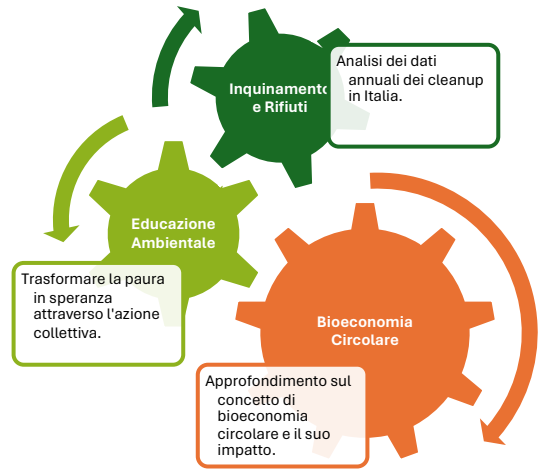 Inquinamento
e Rifiuti
Analisi dei dati
annuali dei cleanup
in Italia.
Educazione
Ambientale
Trasformare la paura
in speranza
attraverso l'azione
collettiva.
Bioeconomia
Circolare
Approfondimento sul
concetto di
bioeconomia
circolare e il suo
impatto.